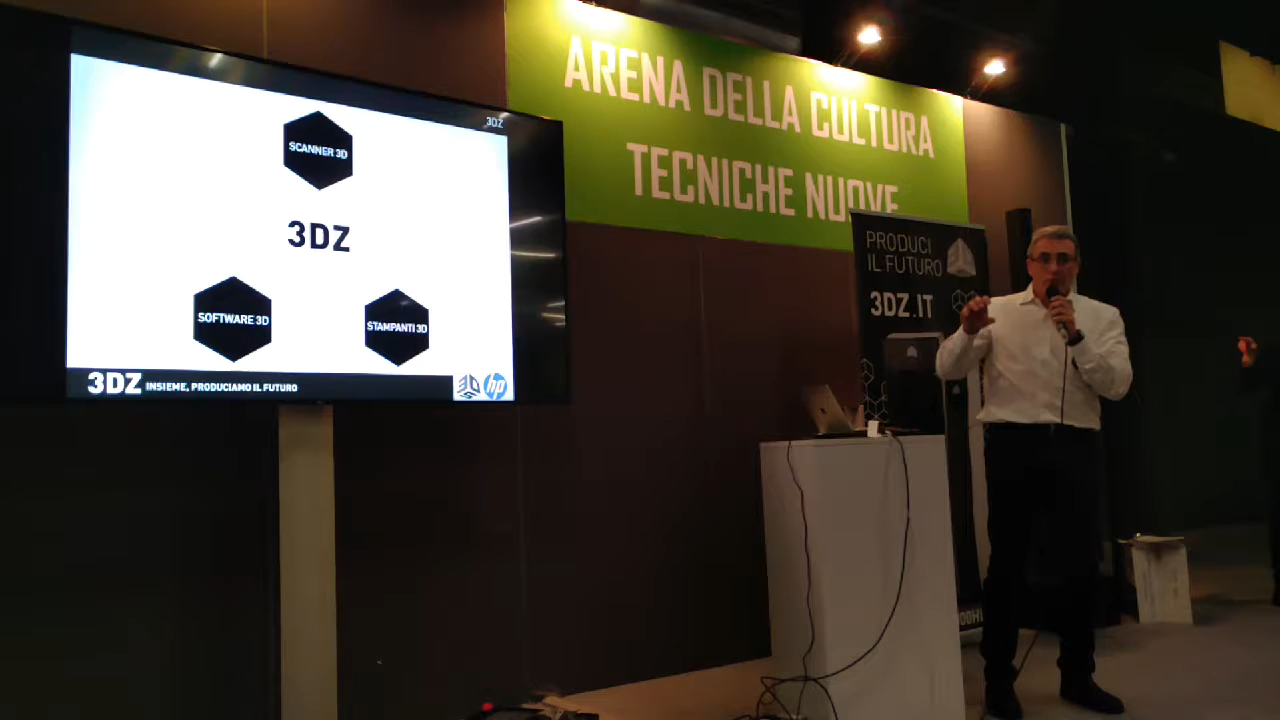 3DZ
SCANNER 3D
3DZ
SOFTWARE 3D
STAMPANTI 3D
3DZ INSIEME, PRODUCIAMO IL FUTURO
hp
ARENA DELLA CULTURA
TECNICHE NUOVE
PRODUCI
IL FUTURO
3DZ.IT